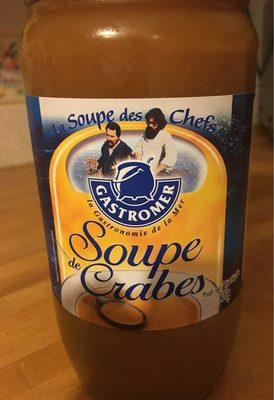 La Soupe des Chefs
GASTROMER
la Gastronomie de la Mer
Soupe
de Crabes